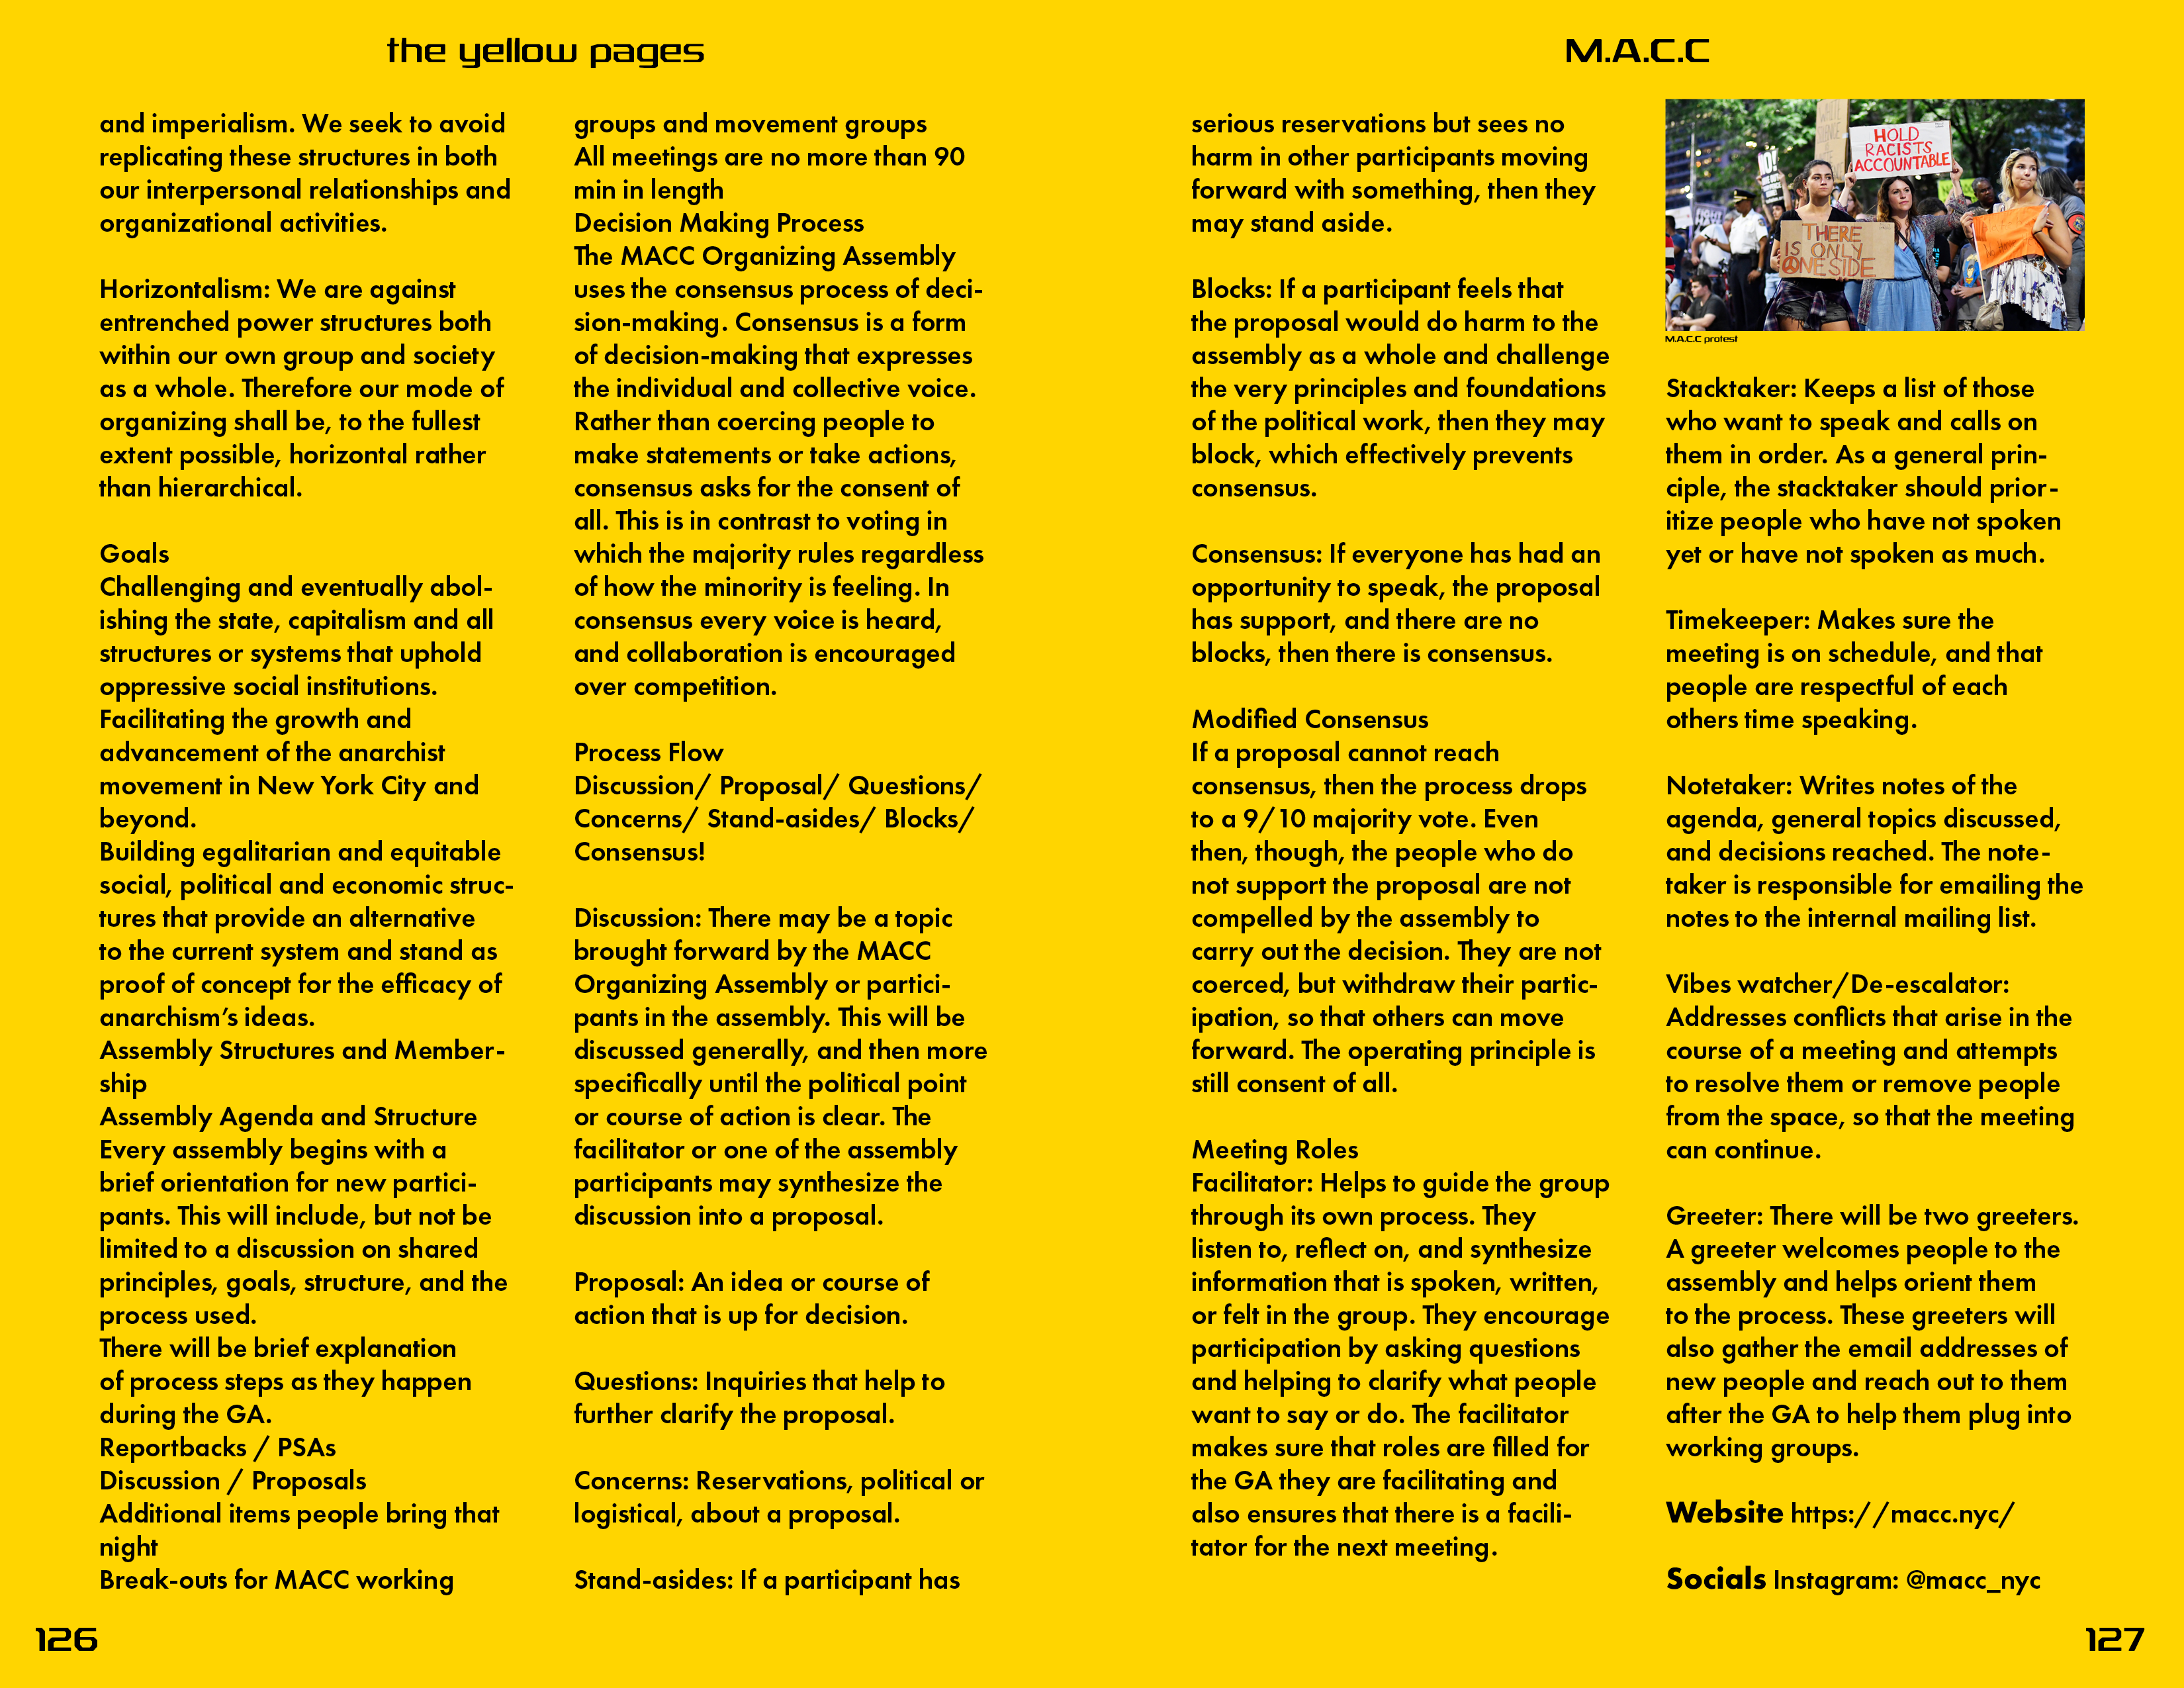 the yellow pages
and imperialism. We seek to avoid
replicating these structures in both
our interpersonal relationships and
organizational activities.
Horizontalism: We are against
entrenched power structures both
within our own group and society
as a whole. Therefore our mode of
organizing shall be, to the fullest
extent possible, horizontal rather
than hierarchical.
Goals
Challenging and eventually abol-
ishing the state, capitalism and all
structures or systems that uphold
oppressive social institutions.
Facilitating the growth and
advancement of the anarchist
movement in New York City and
beyond.
Building egalitarian and equitable
social, political and economic struc-
tures that provide an alternative
to the current system and stand as
proof of concept for the efficacy of
anarchism’s ideas.
Assembly Structures and Member-
ship
Assembly Agenda and Structure
Every assembly begins with a
brief orientation for new partici-
pants. This will include, but not be
limited to a discussion on shared
principles, goals, structure, and the
process used.
There will be brief explanation
of process steps as they happen
during the GA.
Reportbacks / PSAs
Discussion / Proposals
Additional items people bring that
night
Break-outs for MACC working
groups and movement groups
All meetings are no more than 90
min in length
Decision Making Process
The MACC Organizing Assembly
uses the consensus process of deci-
sion-making. Consensus is a form
of decision-making that expresses
the individual and collective voice.
Rather than coercing people to
make statements or take actions,
consensus asks for the consent of
all. This is in contrast to voting in
which the majority rules regardless
of how the minority is feeling. In
consensus every voice is heard,
and collaboration is encouraged
over competition.
Process Flow
Discussion/ Proposal/ Questions/
Concerns/ Stand-asides/ Blocks/
Consensus!
Discussion: There may be a topic
brought forward by the MACC
Organizing Assembly or partici-
pants in the assembly. This will be
discussed generally, and then more
specifically until the political point
or course of action is clear. The
facilitator or one of the assembly
participants may synthesize the
discussion into a proposal.
Proposal: An idea or course of
action that is up for decision.
Questions: Inquiries that help to
further clarify the proposal.
Concerns: Reservations, political or
logistical, about a proposal.
Stand-asides: If a participant has
126
M.A.C.C
serious reservations but sees no
harm in other participants moving
forward with something, then they
may stand aside.
Blocks: If a participant feels that
the proposal would do harm to the
assembly as a whole and challenge
the very principles and foundations
of the political work, then they may
block, which effectively prevents
consensus.
Consensus: If everyone has had an
opportunity to speak, the proposal
has support, and there are no
blocks, then there is consensus.
Modified Consensus
If a proposal cannot reach
consensus, then the process drops
to a 9/10 majority vote. Even
then, though, the people who do
not support the proposal are not
compelled by the assembly to
carry out the decision. They are not
coerced, but withdraw their partic-
ipation, so that others can move
forward. The operating principle is
still consent of all.
Meeting Roles
Facilitator: Helps to guide the group
through its own process. They
listen to, reflect on, and synthesize
information that is spoken, written,
or felt in the group. They encourage
participation by asking questions
and helping to clarify what people
want to say or do. The facilitator
makes sure that roles are filled for
the GA they are facilitating and
also ensures that there is a facili-
tator for the next meeting.
HOLD
RACISTS
ACCOUNTABLE
THERE
IS ONLY
ONE SIDE
M.A.C.C protest
Stacktaker: Keeps a list of those
who want to speak and calls on
them in order. As a general prin-
ciple, the stacktaker should prior-
itize people who have not spoken
yet or have not spoken as much.
Timekeeper: Makes sure the
meeting is on schedule, and that
people are respectful of each
others time speaking.
Notetaker: Writes notes of the
agenda, general topics discussed,
and decisions reached. The note-
taker is responsible for emailing the
notes to the internal mailing list.
Vibes watcher/De-escalator:
Addresses conflicts that arise in the
course of a meeting and attempts
to resolve them or remove people
from the space, so that the meeting
can continue.
Greeter: There will be two greeters.
A greeter welcomes people to the
assembly and helps orient them
to the process. These greeters will
also gather the email addresses of
new people and reach out to them
after the GA to help them plug into
working groups.
Website https://macc.nyc/
Socials Instagram: @macc_nyc
127